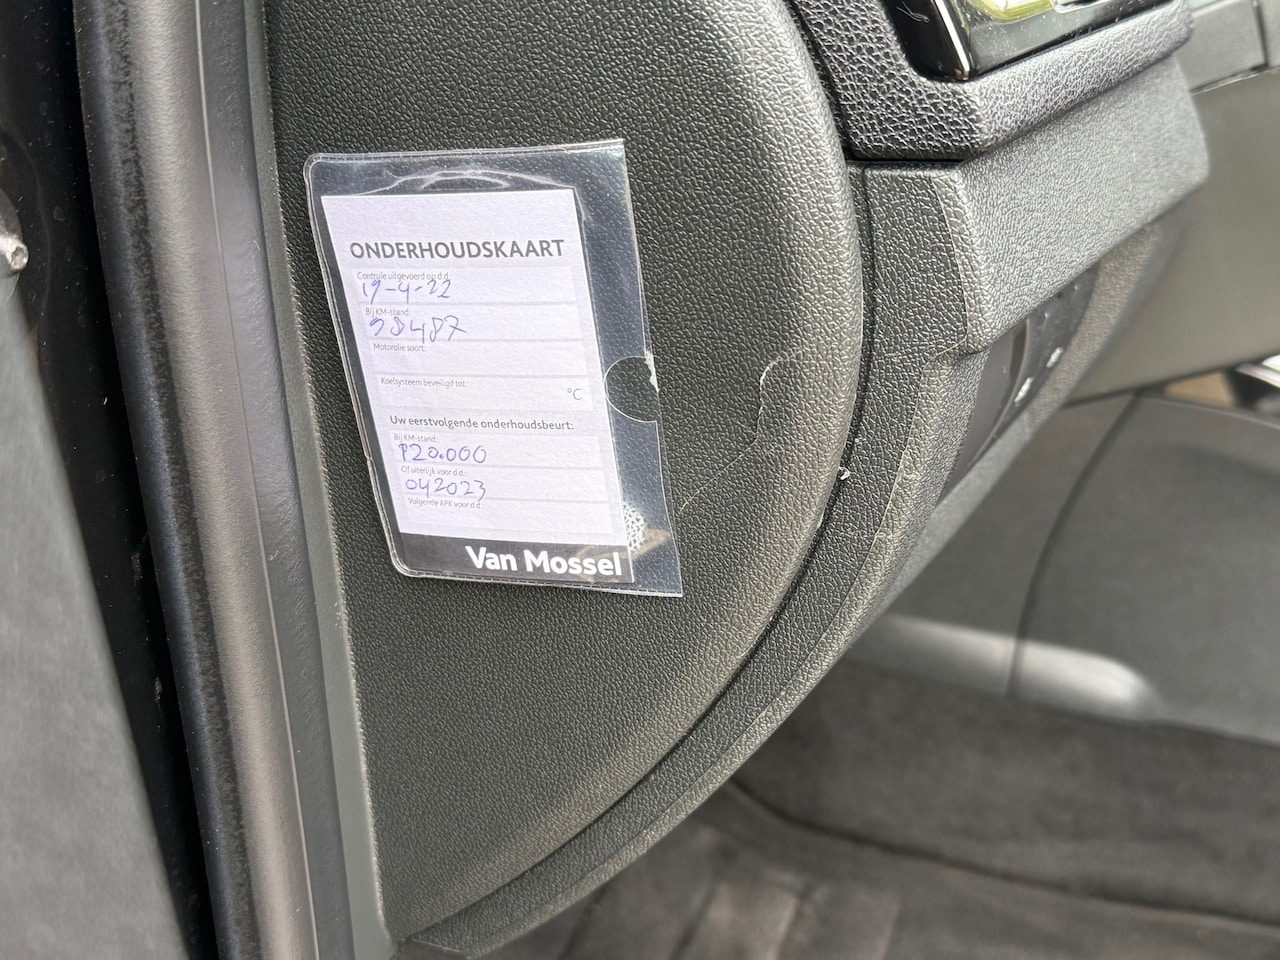 ONDERHOUDSKAART
Controle uitgevoerd op d.d.:
19-4-22
Bij KM-stand:
98487
Motorolie soort:
Koelsysteem beveiligd tot
°C
Uw eerstvolgende onderhoudsbeurt:
Bij KM-stand:
120.000
Of uiterlijk voor d.d.:
042023
Volgende APK voor d.d.:
Van Mossel